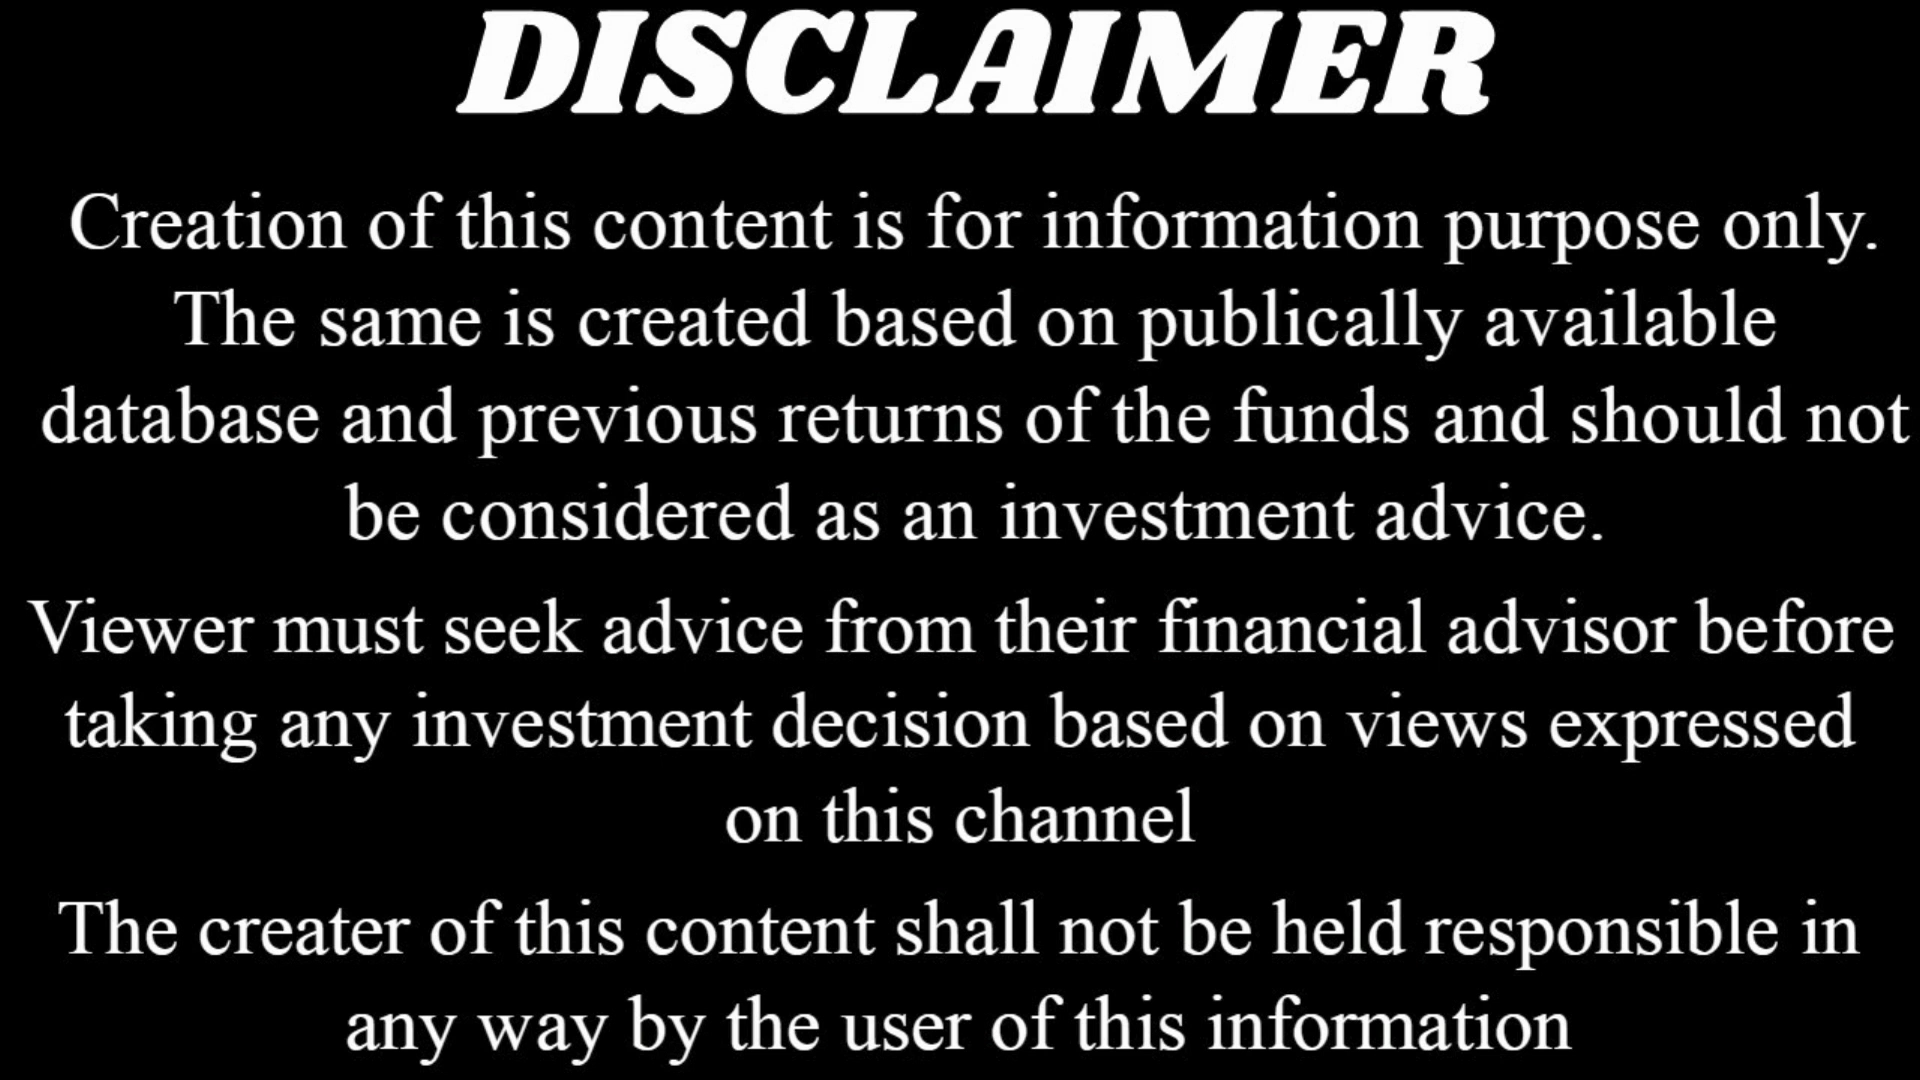 DISCLAIMER
Creation of this content is for information purpose only.
The same is created based on publically available
database and previous returns of the funds and should not
be considered as an investment advice.
Viewer must seek advice from their financial advisor before
taking any investment decision based on views expressed
on this channel
The creater of this content shall not be held responsible in
any way by the user of this information